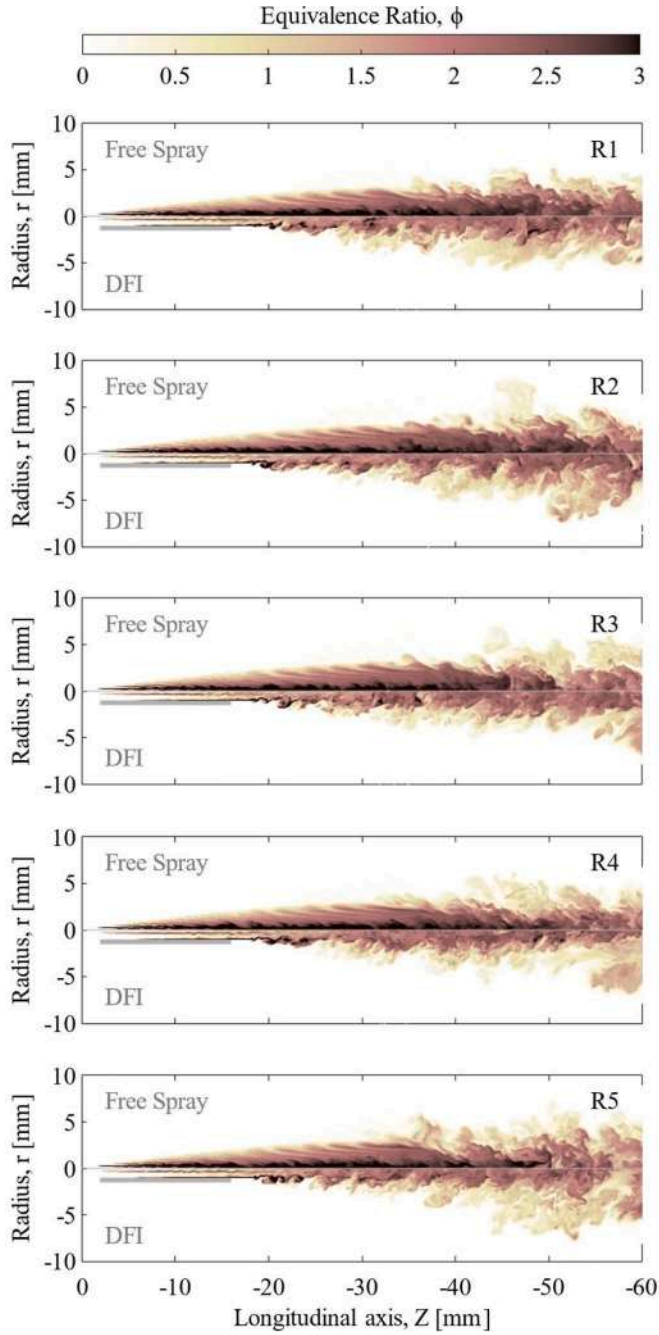 Equivalence Ratio, ϕ
0 0.5 1 1.5 2 2.5 3
10
Free Spray R1
5
0
-5
DFI
-10
Radius, r [mm]
10
Free Spray R2
5
0
-5
DFI
-10
Radius, r [mm]
10
Free Spray R3
5
0
-5
DFI
-10
Radius, r [mm]
10
Free Spray R4
5
0
-5
DFI
-10
Radius, r [mm]
10
Free Spray R5
5
0
-5
DFI
-10
Radius, r [mm]
0 -10 -20 -30 -40 -50 -60
Longitudinal axis, Z [mm]